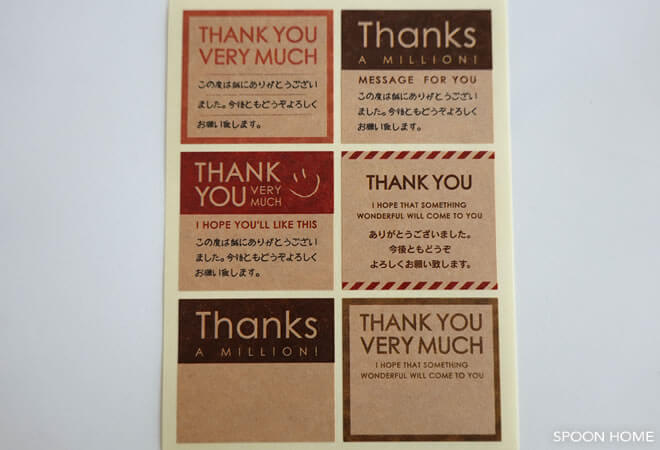 THANK YOU
VERY MUCH
この度は誠にありがとうござい
ました。今後ともどうぞよろしく
お願い致します。
Thanks
A MILLION!
MESSAGE FOR YOU
この度は誠にありがとうござい
ました。今後ともどうぞよろしく
お願い致します。
THANK
YOU VERY MUCH
I HOPE YOU'LL LIKE THIS
この度は誠にありがとうござい
ました。今後ともどうぞよろしく
お願い致します。
THANK YOU
I HOPE THAT SOMETHING
WONDERFUL WILL COME TO YOU
ありがとうございました。
今後ともどうぞ
よろしくお願い致します。
Thanks
A MILLION!
THANK YOU
VERY MUCH
I HOPE THAT SOMETHING
WONDERFUL WILL COME TO YOU
SPOON HOME